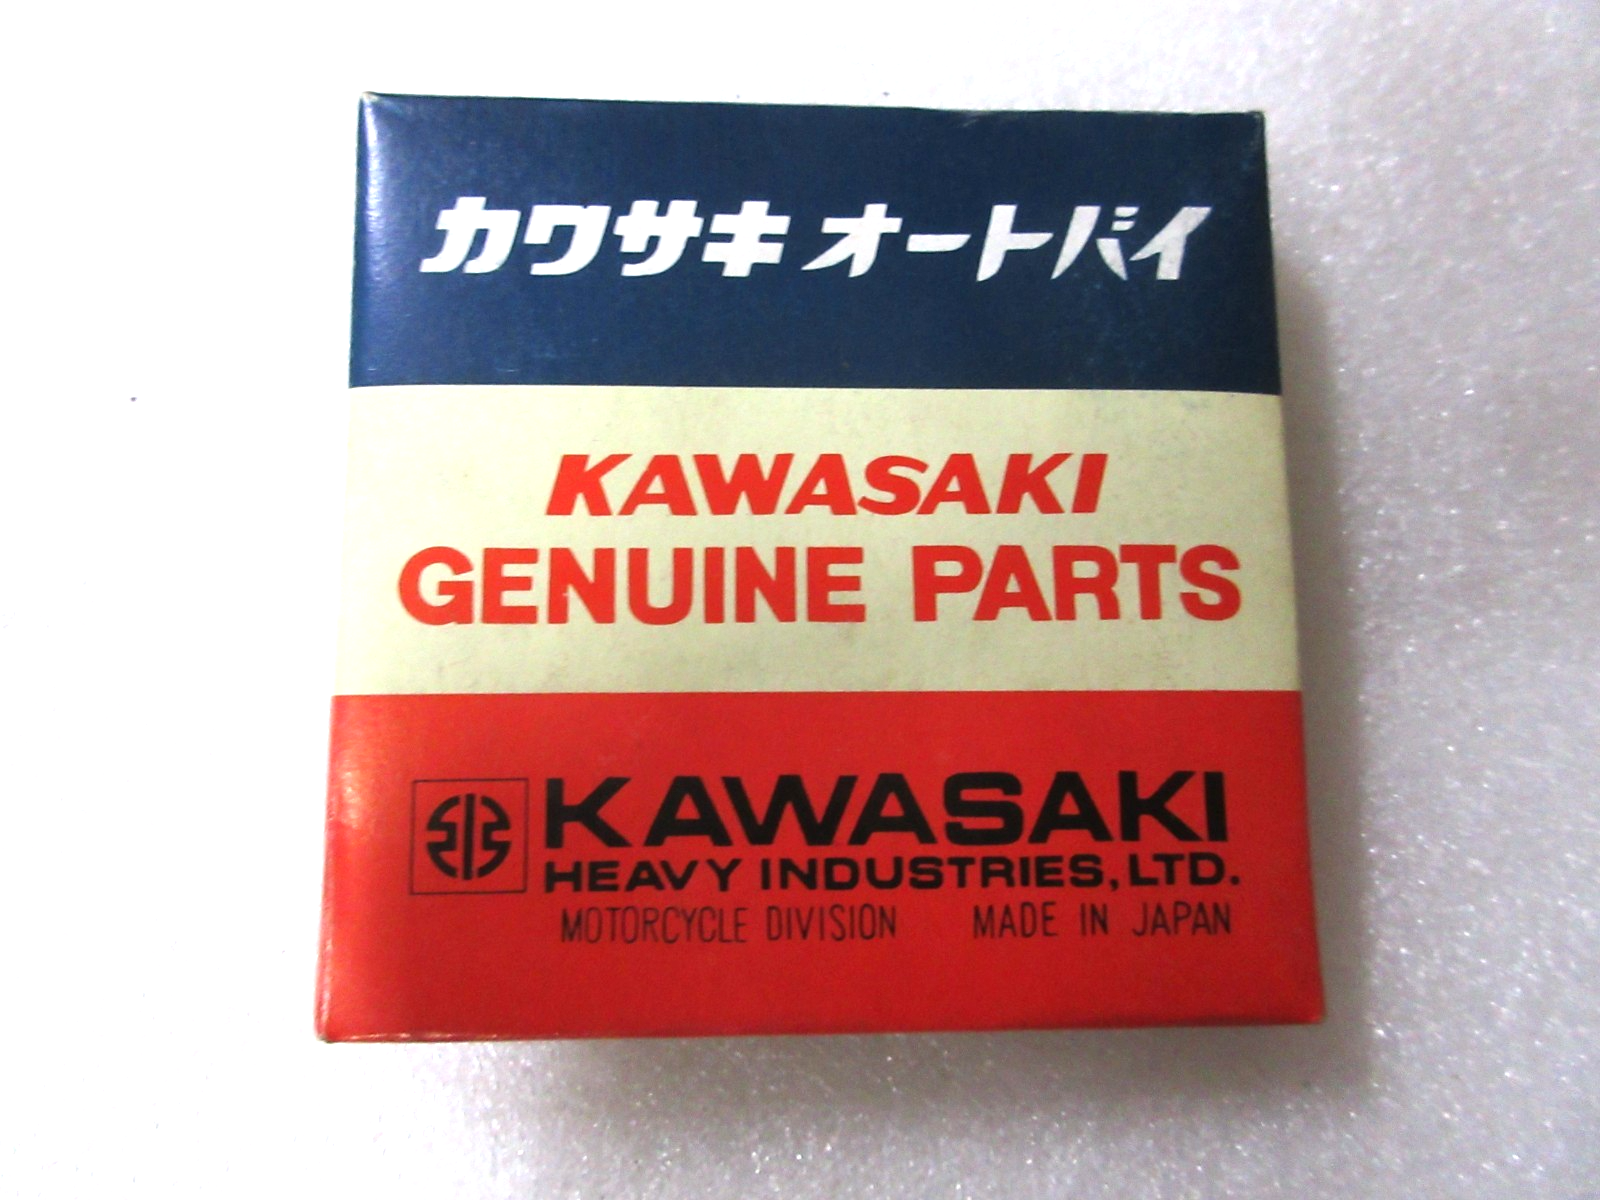 カワサキ オートバイ
KAWASAKI
GENUINE PARTS
KAWASAKI
HEAVY INDUSTRIES, LTD.
MOTORCYCLE DIVISION MADE IN JAPAN